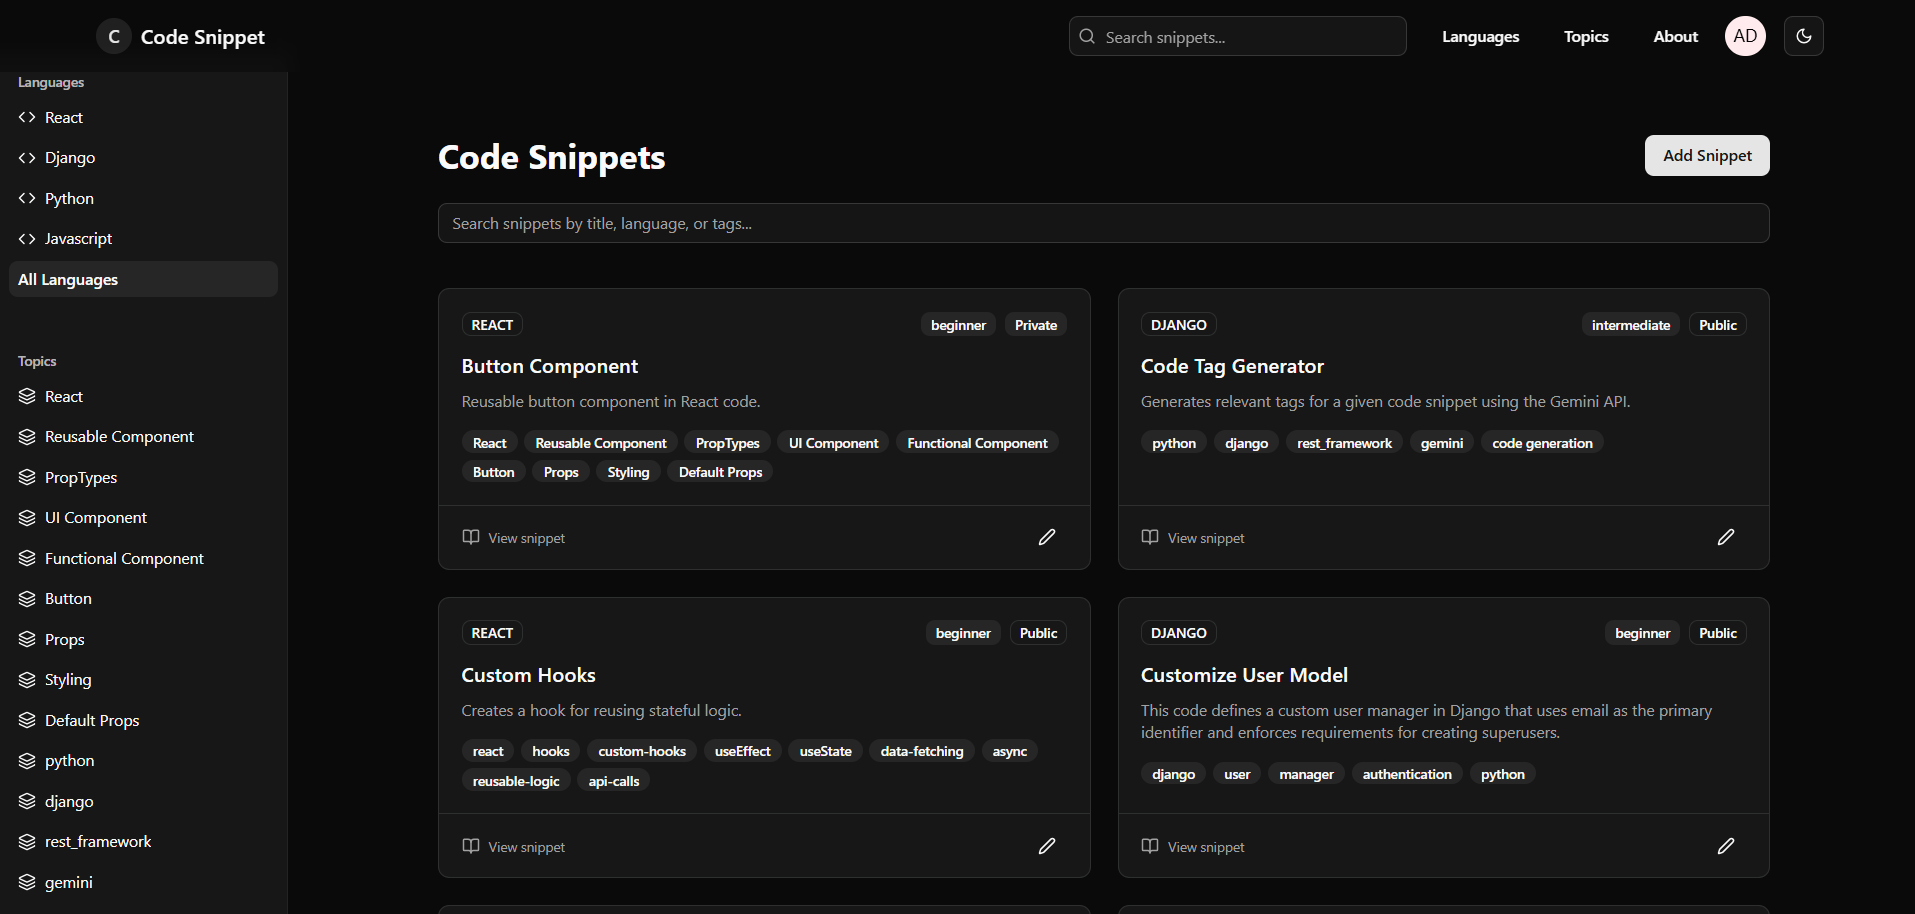 C Code Snippet
Search snippets...
Languages
Topics
About
AD
Languages
React
Django
Python
Javascript
All Languages
Topics
React
Reusable Component
PropTypes
UI Component
Functional Component
Button
Props
Styling
Default Props
python
django
rest_framework
gemini
Code Snippets
Add Snippet
Search snippets by title, language, or tags...
REACT beginner Private
Button Component
Reusable button component in React code.
React Reusable Component PropTypes UI Component Functional Component
Button Props Styling Default Props
View snippet
DJANGO intermediate Public
Code Tag Generator
Generates relevant tags for a given code snippet using the Gemini API.
python django rest_framework gemini code generation
View snippet
REACT beginner Public
Custom Hooks
Creates a hook for reusing stateful logic.
react hooks custom-hooks useEffect useState data-fetching async
reusable-logic api-calls
View snippet
DJANGO beginner Public
Customize User Model
This code defines a custom user manager in Django that uses email as the primary
identifier and enforces requirements for creating superusers.
django user manager authentication python
View snippet